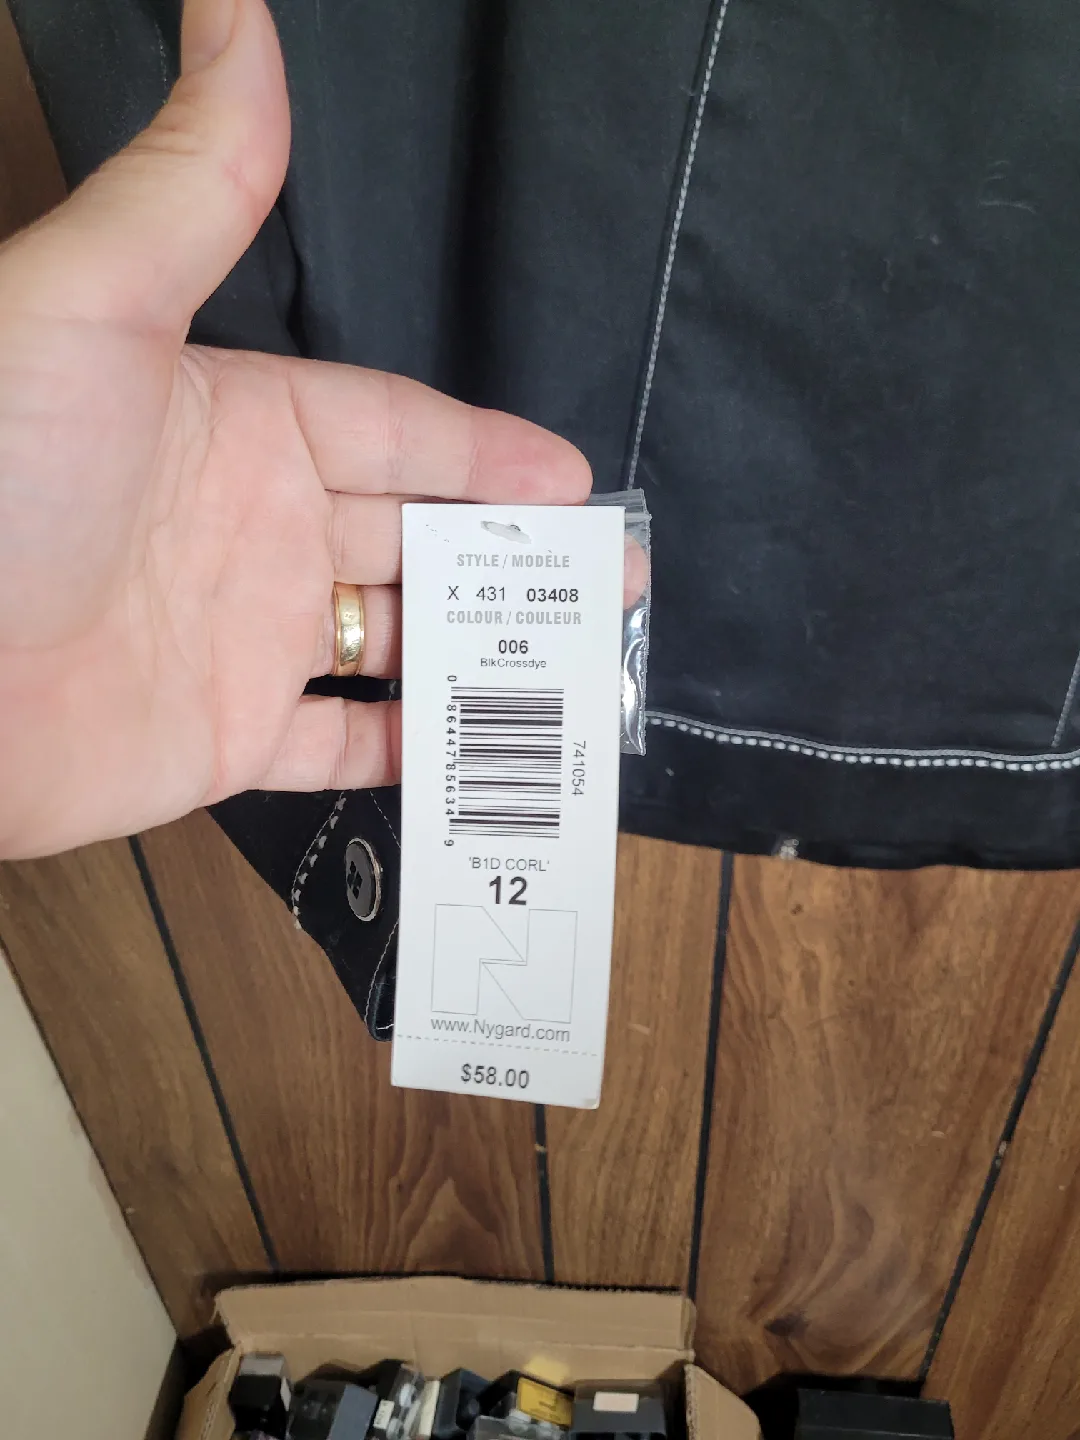 STYLE / MODÈLE
X 431 03408
COLOUR / COULEUR
006
BlkCrossdye
0 86447 85634 9
741054
'B1D CORL'
12
www.Nygard.com
$58.00